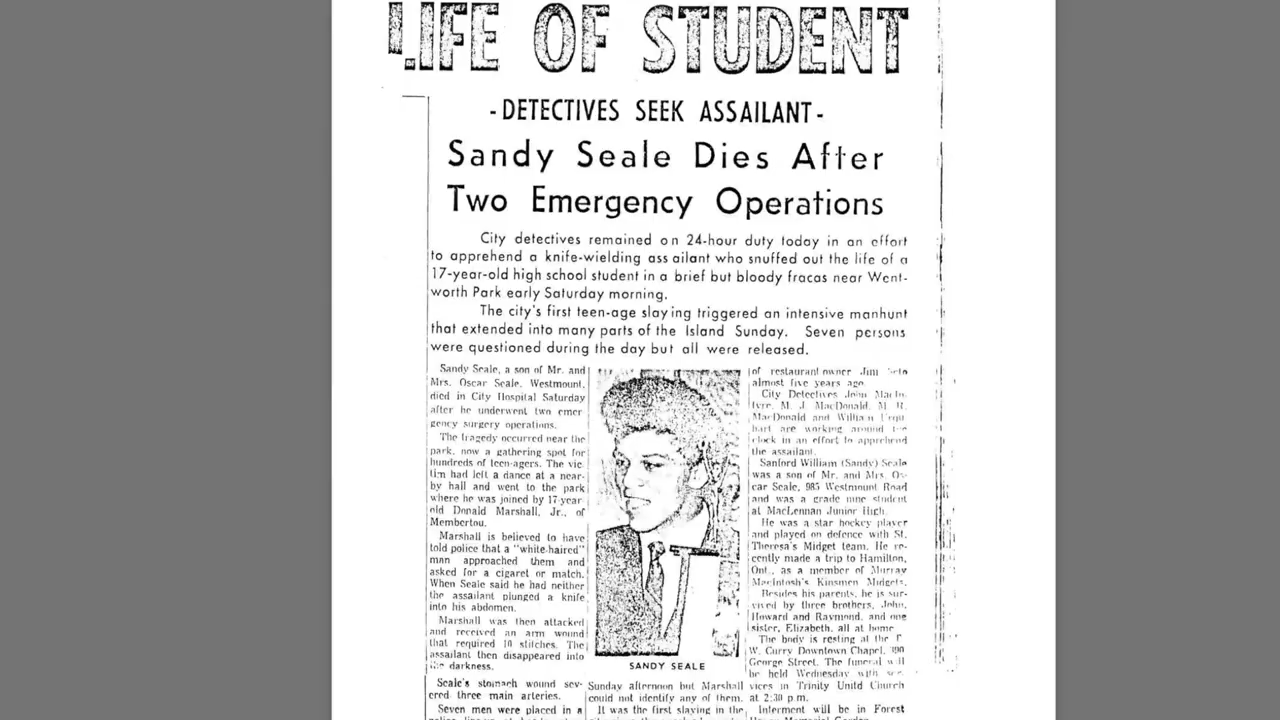 LIFE OF STUDENT
-DETECTIVES SEEK ASSAILANT-
Sandy Seale Dies After
Two Emergency Operations
City detectives remained on 24-hour duty today in an effort
to apprehend a knife-wielding assailant who snuffed out the life of a
17-year-old high school student in a brief but bloody fracas near Went-
worth Park early Saturday morning.
The city's first teen-age slaying triggered an intensive manhunt
that extended into many parts of the Island Sunday. Seven persons
were questioned during the day but all were released.
Sandy Seale, a son of Mr. and
Mrs. Oscar Seale, Westmount,
died in City Hospital Saturday
after he underwent two emer-
gency surgery operations.
The tragedy occurred near the
park, now a gathering spot for
hundreds of teen-agers. The vic-
tim had left a dance at a near-
by hall and went to the park
where he was joined by 17-year
old Donald Marshall, Jr., of
Membertou.
Marshall is believed to have
told police that a "white-haired"
man approached them and
asked for a cigaret or match.
When Seale said he had neither
the assailant plunged a knife
into his abdomen.
Marshall was then attacked
and received an arm wound
that required 10 stitches. The
assailant then disappeared into
the darkness.
Seale's stomach wound sev-
ered three main arteries.
Seven men were placed in a
SANDY SEALE
Sunday afternoon but Marshall
could not identify any of them.
It was the first slaying in the
of restaurant owner Jim
almost five years ago.
City Detectives John MacIn-
tyre, M. J. MacDonald, M. R.
MacDonald and William Urqu-
hart are working around the
clock in an effort to apprehend
the assailant.
Sanford William (Sandy) Seale
was a son of Mr. and Mrs. Os-
car Seale, 985 Westmount Road
and was a grade nine student
at MacLennan Junior High.
He was a star hockey player
and played on defence with St.
Theresa's Midget team. He re-
cently made a trip to Hamilton,
Ont., as a member of Murray
MacIntosh's Kinsmen Midgets.
Besides his parents, he is sur-
vived by three brothers, John,
Howard and Raymond, and one
sister, Elizabeth, all at home
The body is resting at the
W. Curry Downtown Chapel,
George Street. The funeral will
be held Wednesday with ser-
vices in Trinity Unitd Church
at 2:30 p.m.
Interment will be in Forest